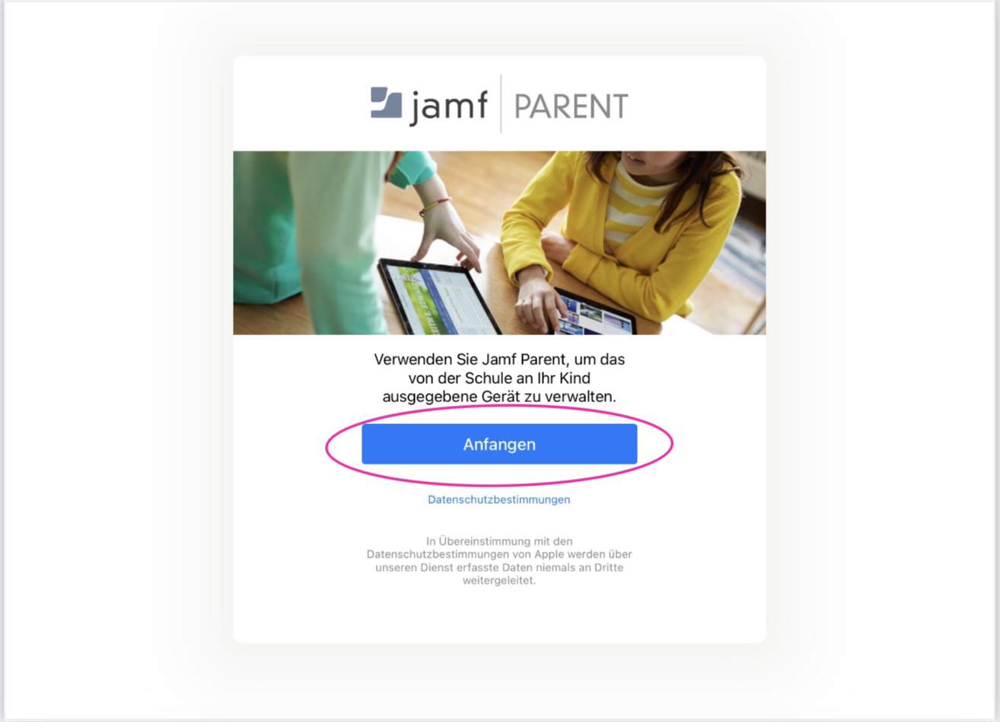 jamf PARENT
Verwenden Sie Jamf Parent, um das
von der Schule an Ihr Kind
ausgegebene Gerät zu verwalten.
Anfangen
Datenschutzbestimmungen
In Übereinstimmung mit den
Datenschutzbestimmungen von Apple werden über
unseren Dienst erfasste Daten niemals an Dritte
weitergeleitet.